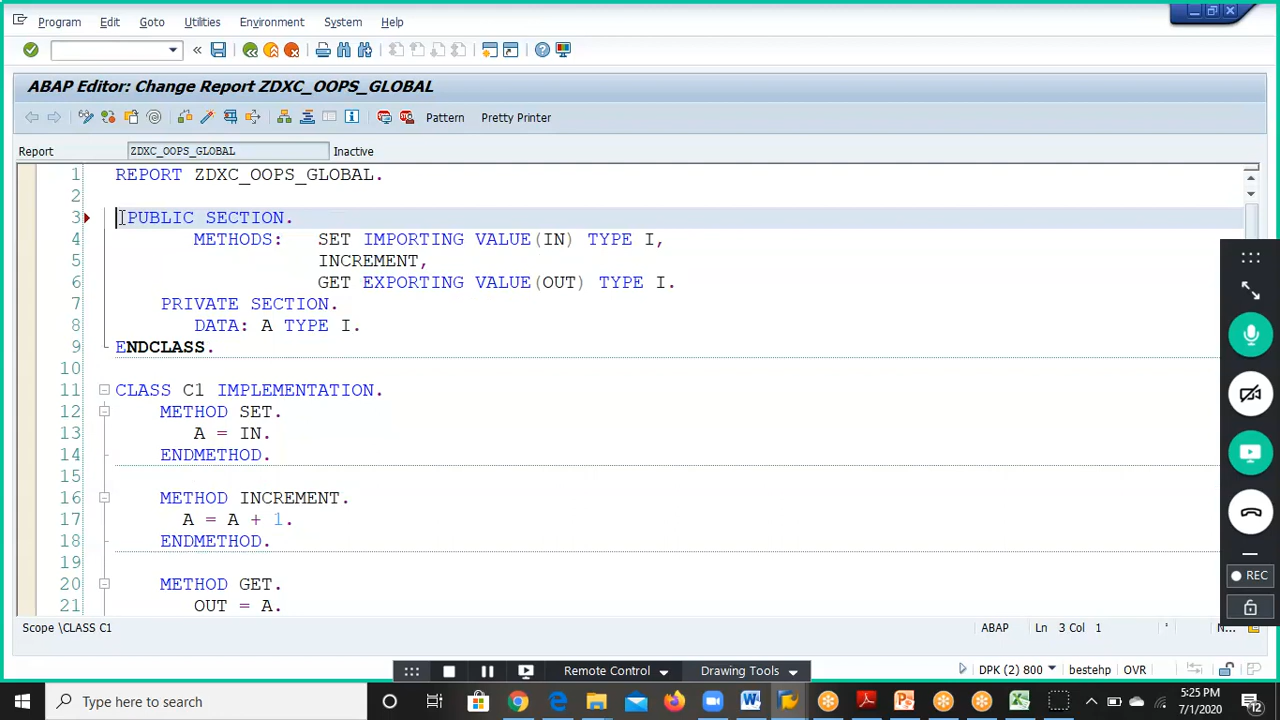 Program Edit Goto Utilities Environment System Help
ABAP Editor: Change Report ZDXC_OOPS_GLOBAL
Pattern Pretty Printer
Report ZDXC_OOPS_GLOBAL Inactive
1 REPORT ZDXC_OOPS_GLOBAL.
2
3 PUBLIC SECTION.
4 METHODS: SET IMPORTING VALUE(IN) TYPE I,
5 INCREMENT,
6 GET EXPORTING VALUE(OUT) TYPE I.
7 PRIVATE SECTION.
8 DATA: A TYPE I.
9 ENDCLASS.
10
11 CLASS C1 IMPLEMENTATION.
12 METHOD SET.
13 A = IN.
14 ENDMETHOD.
15
16 METHOD INCREMENT.
17 A = A + 1.
18 ENDMETHOD.
19
20 METHOD GET.
21 OUT = A.
REC
Scope \CLASS C1 ABAP Ln 3 Col 1 N...
Remote Control Drawing Tools DPK (2) 800 bestehp OVR
Type here to search
5:25 PM
7/1/2020
12